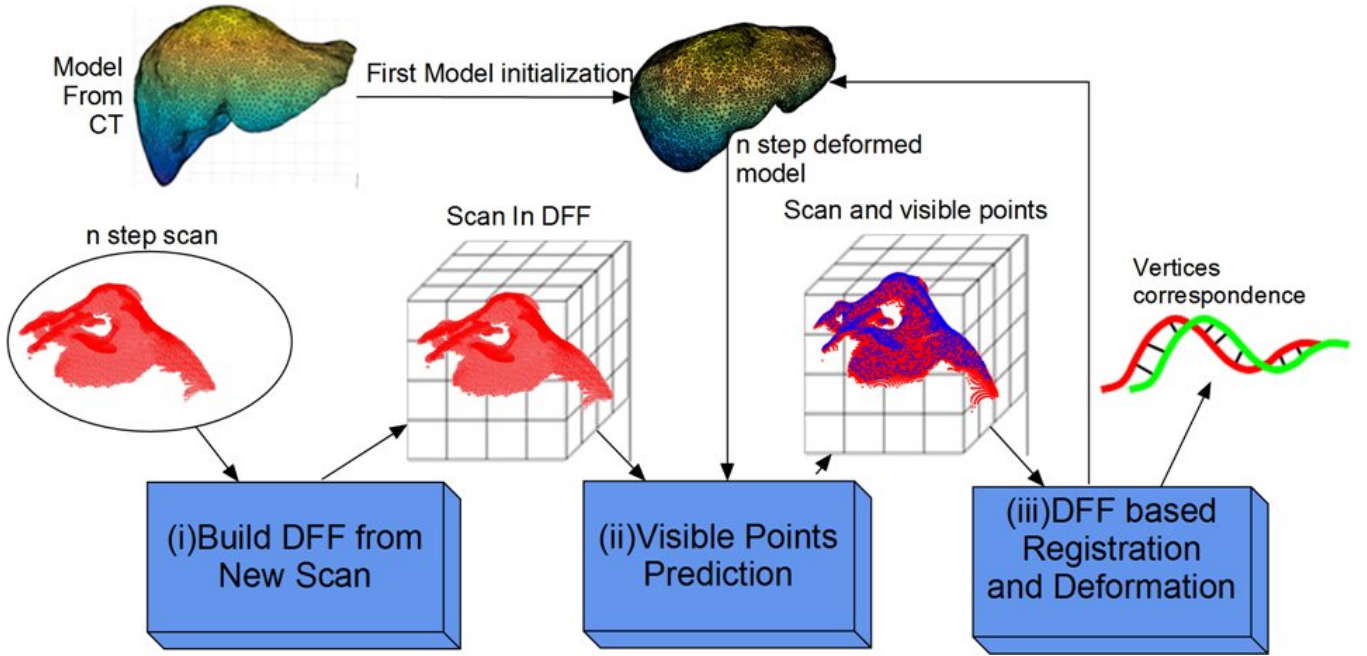 Model
From
CT
First Model initialization
n step deformed
model
n step scan
Scan In DFF
Scan and visible points
Vertices
correspondence
(i)Build DFF from
New Scan
(ii)Visible Points
Prediction
(iii)DFF based
Registration
and Deformation